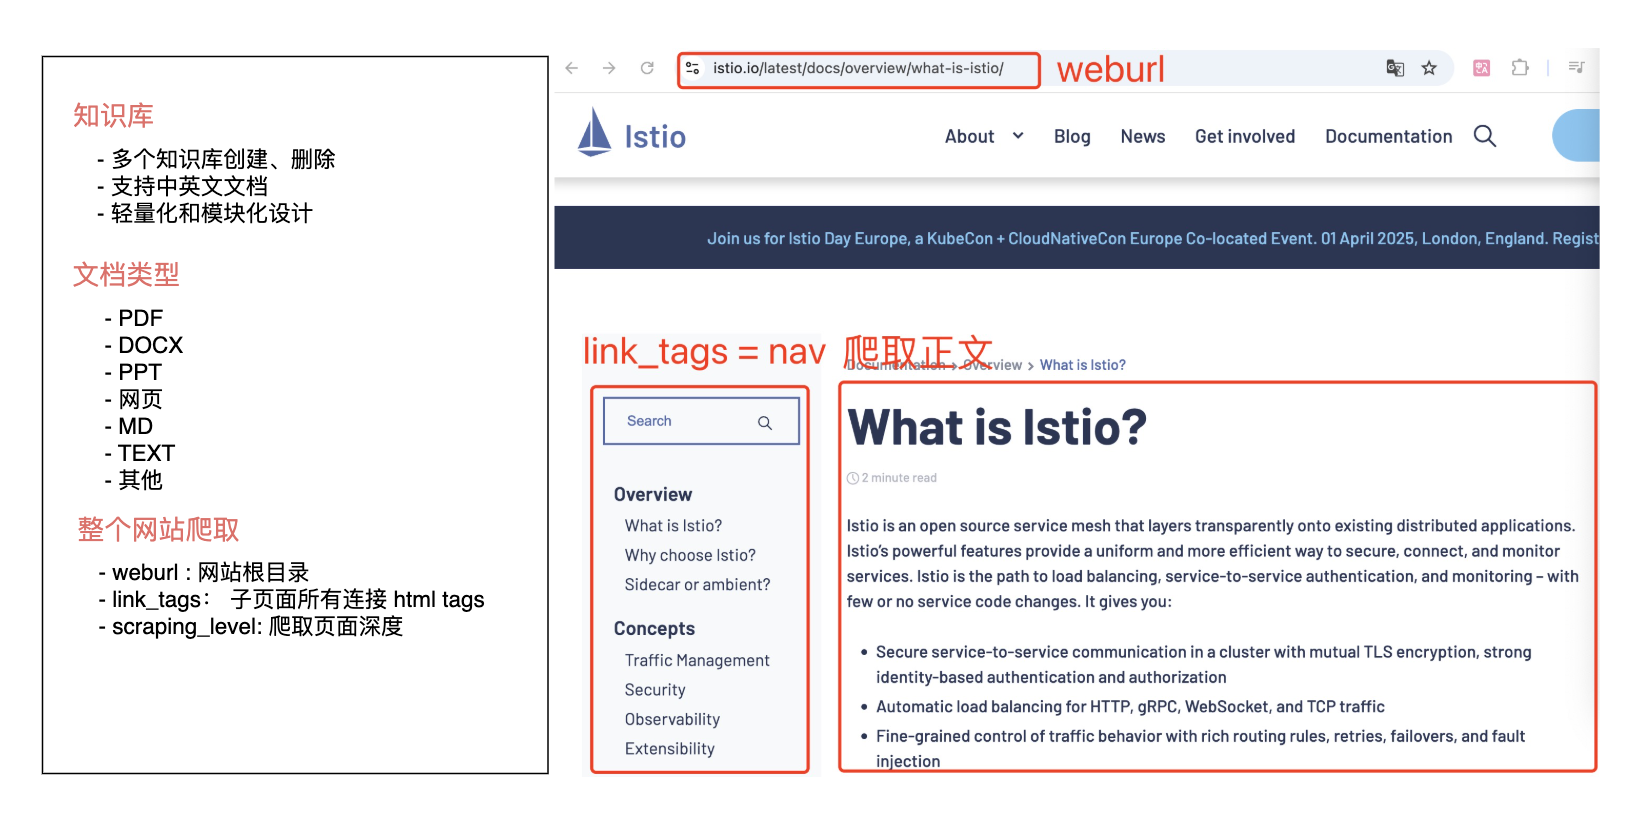 知识库
- 多个知识库创建、删除
- 支持中英文文档
- 轻量化和模块化设计
文档类型
- PDF
- DOCX
- PPT
- 网页
- MD
- TEXT
- 其他
整个网站爬取
- weburl : 网站根目录
- link_tags： 子页面所有连接 html tags
- scraping_level: 爬取页面深度
istio.io/latest/docs/overview/what-is-istio/
weburl
Istio
About Blog News Get involved Documentation
Join us for Istio Day Europe, a KubeCon + CloudNativeCon Europe Co-located Event. 01 April 2025, London, England. Regist
link_tags = nav
爬取正文
Documentation > Overview > What is Istio?
Search
Overview
What is Istio?
Why choose Istio?
Sidecar or ambient?
Concepts
Traffic Management
Security
Observability
Extensibility
What is Istio?
2 minute read
Istio is an open source service mesh that layers transparently onto existing distributed applications.
Istio’s powerful features provide a uniform and more efficient way to secure, connect, and monitor
services. Istio is the path to load balancing, service-to-service authentication, and monitoring – with
few or no service code changes. It gives you:
• Secure service-to-service communication in a cluster with mutual TLS encryption, strong
identity-based authentication and authorization
• Automatic load balancing for HTTP, gRPC, WebSocket, and TCP traffic
• Fine-grained control of traffic behavior with rich routing rules, retries, failovers, and fault
injection